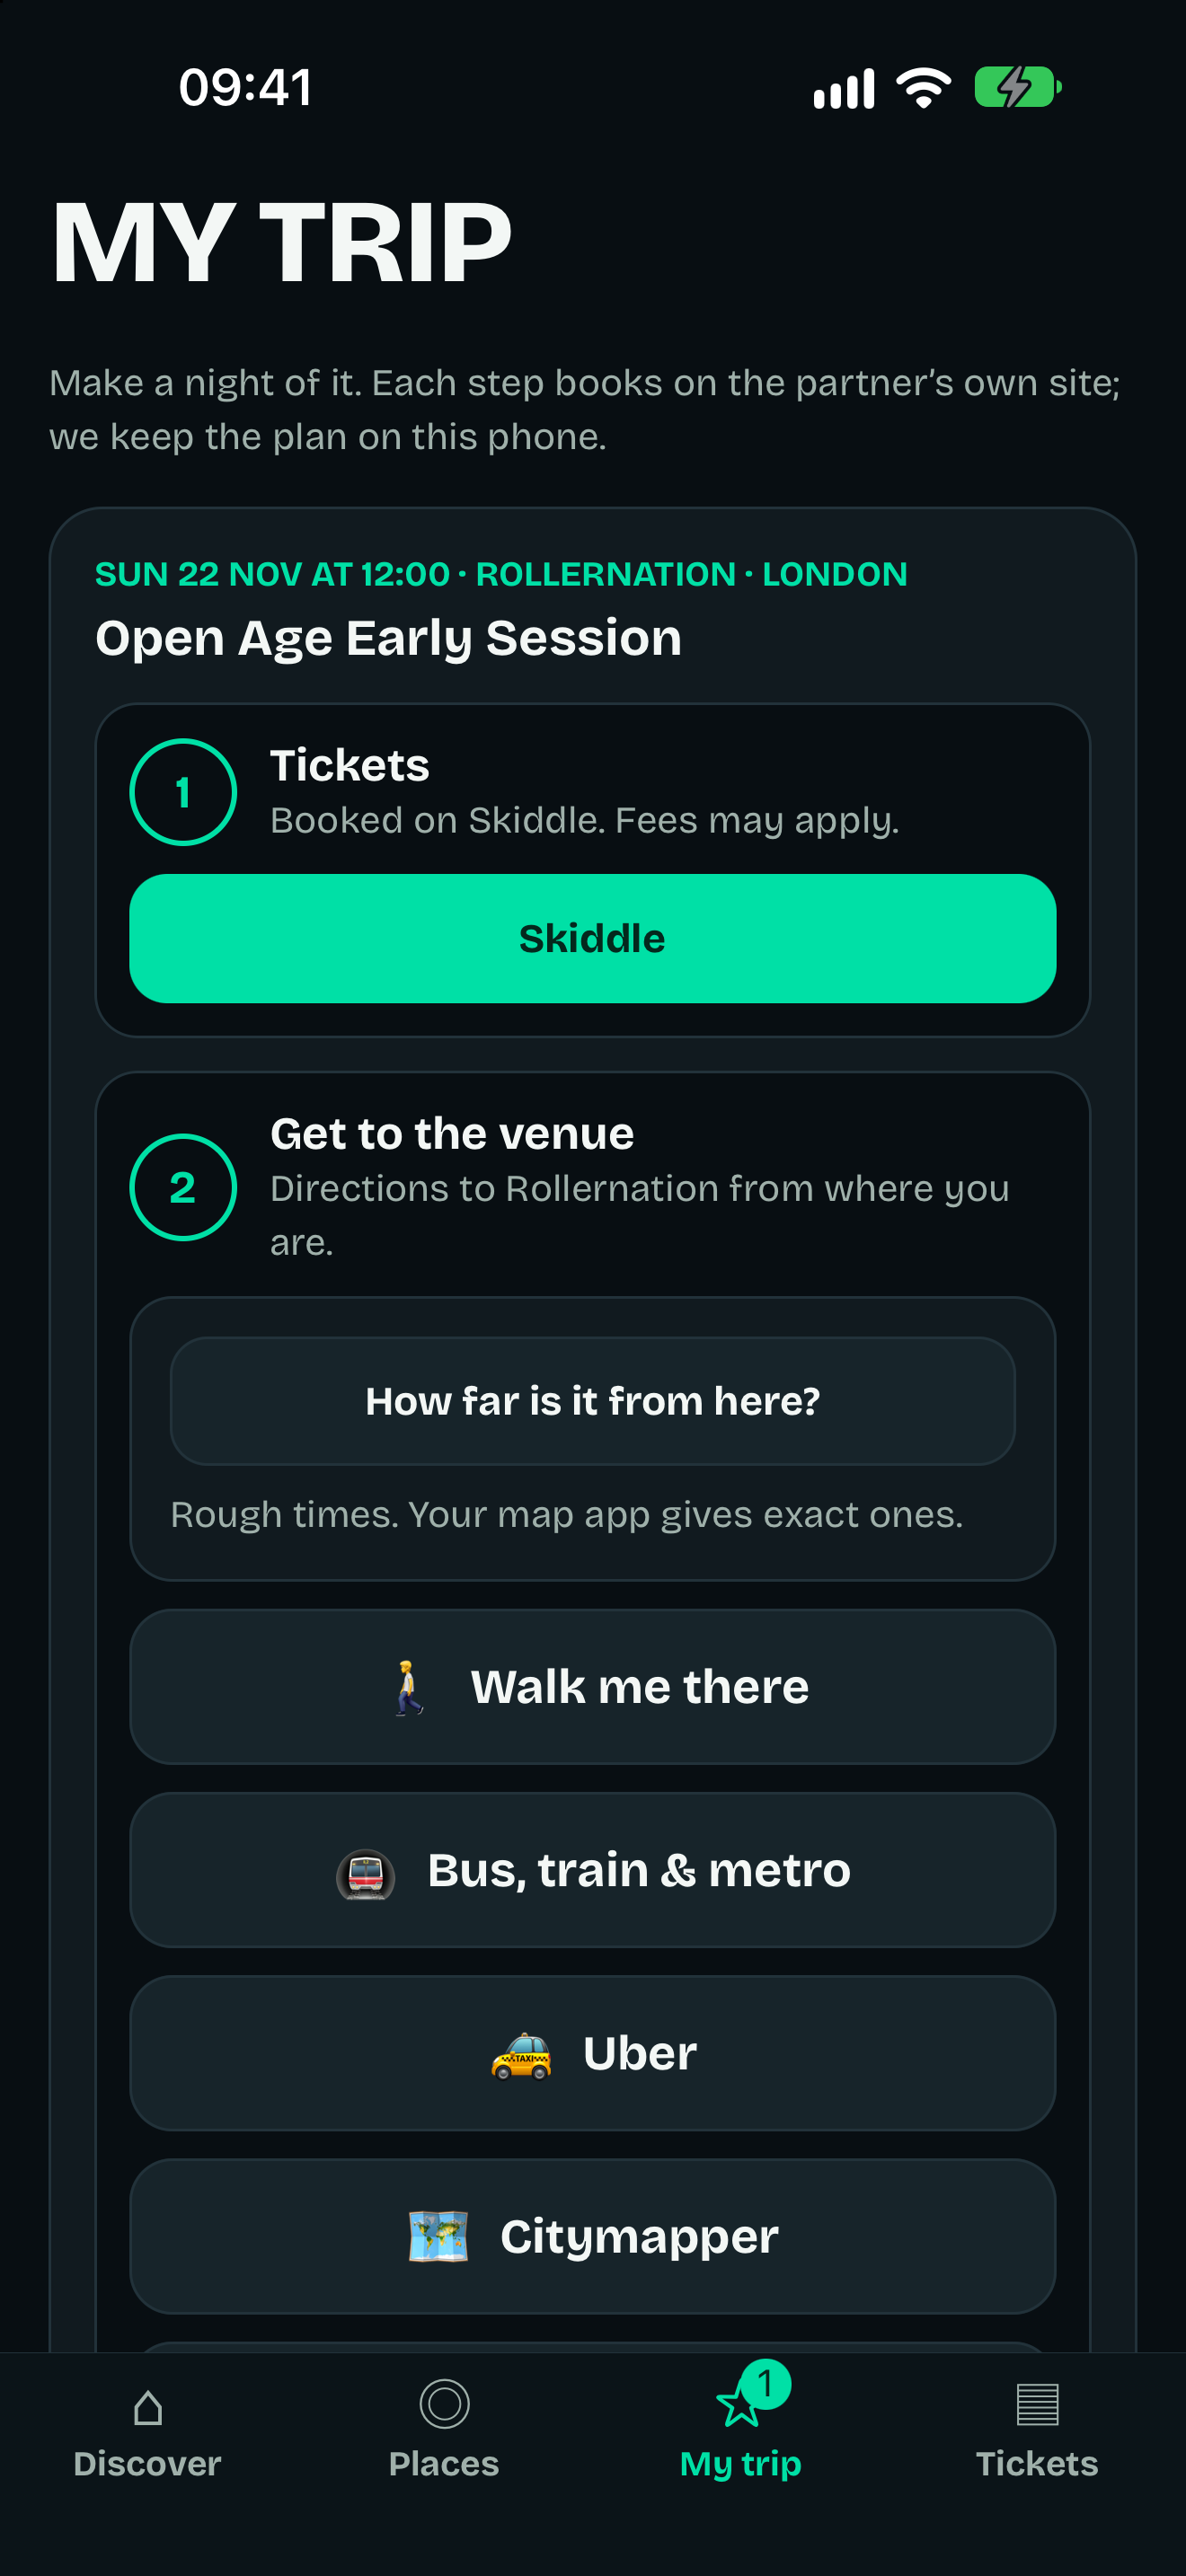 09:41
MY TRIP
Make a night of it. Each step books on the partner’s own site;
we keep the plan on this phone.
SUN 22 NOV AT 12:00 · ROLLERNATION · LONDON
Open Age Early Session
1
Tickets
Booked on Skiddle. Fees may apply.
Skiddle
2
Get to the venue
Directions to Rollernation from where you
are.
How far is it from here?
Rough times. Your map app gives exact ones.
Walk me there
Bus, train & metro
TAXI
Uber
Citymapper
1
Discover
Places
My trip
Tickets